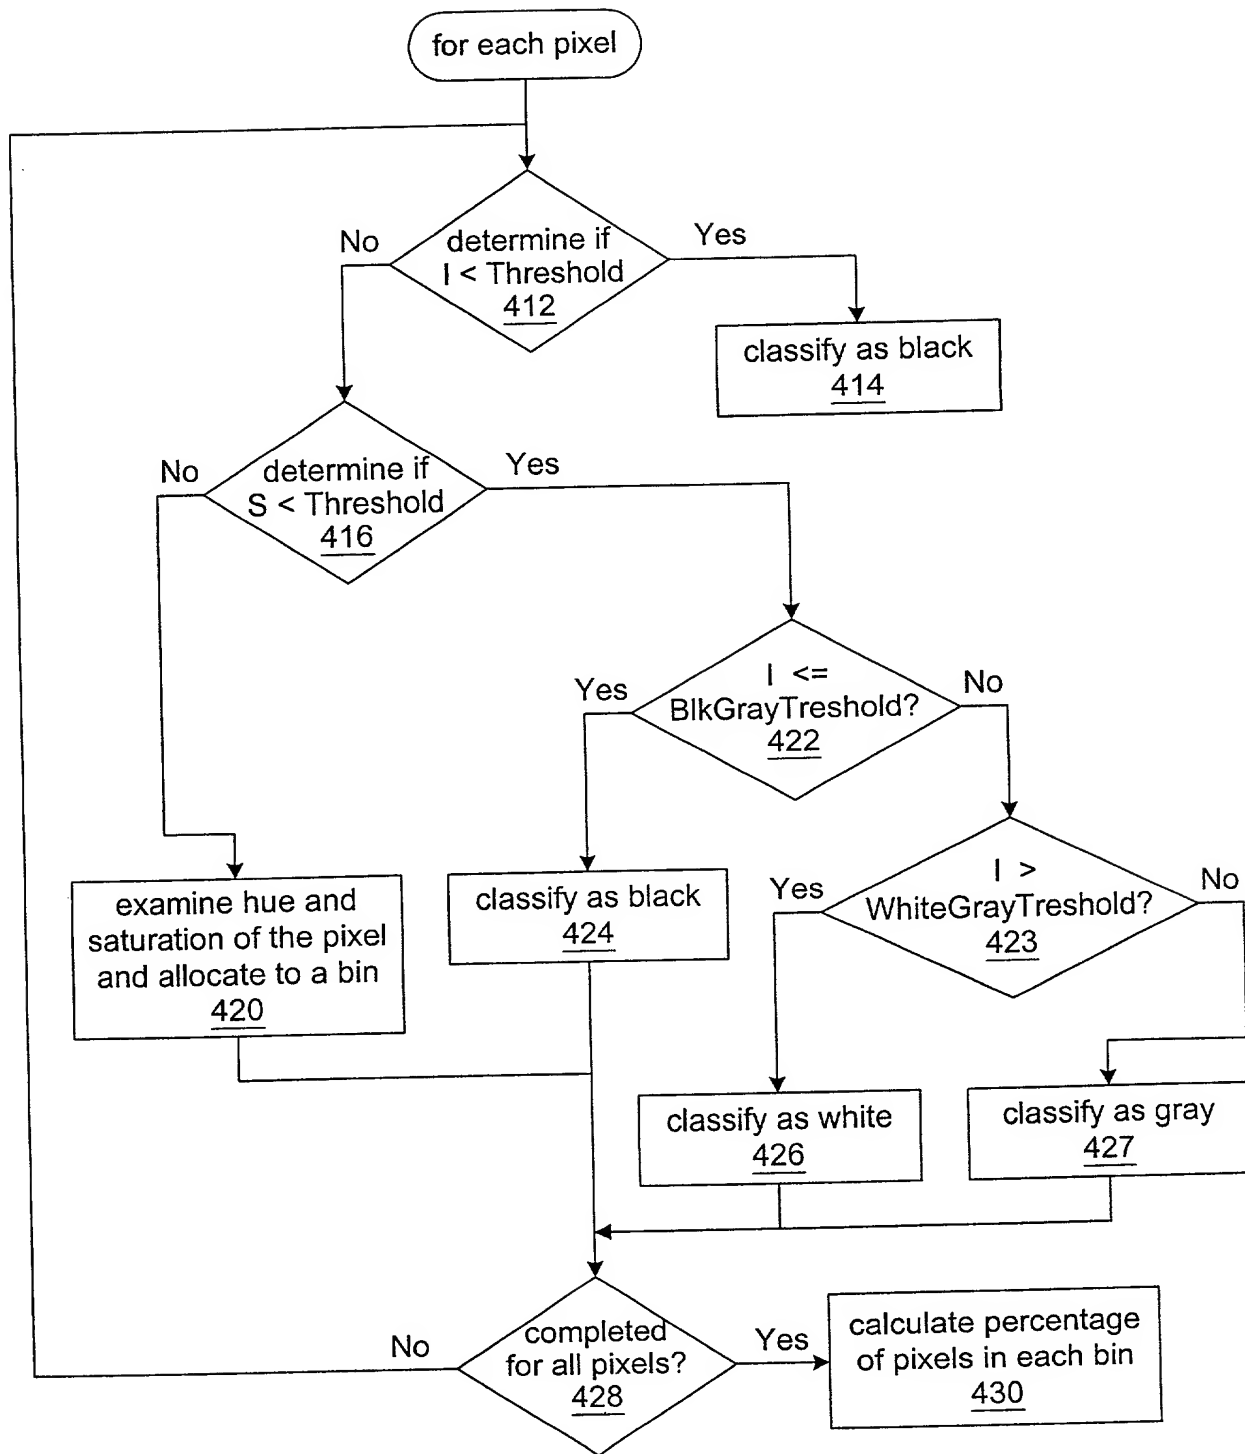 for each pixel
No
determine if
I < Threshold
412
Yes
classify as black
414
No
determine if
S < Threshold
416
Yes
Yes
I <=
BlkGrayTreshold?
422
No
examine hue and
saturation of the pixel
and allocate to a bin
420
classify as black
424
Yes
I >
WhiteGrayTreshold?
423
No
classify as white
426
classify as gray
427
No
completed
for all pixels?
428
Yes
calculate percentage
of pixels in each bin
430